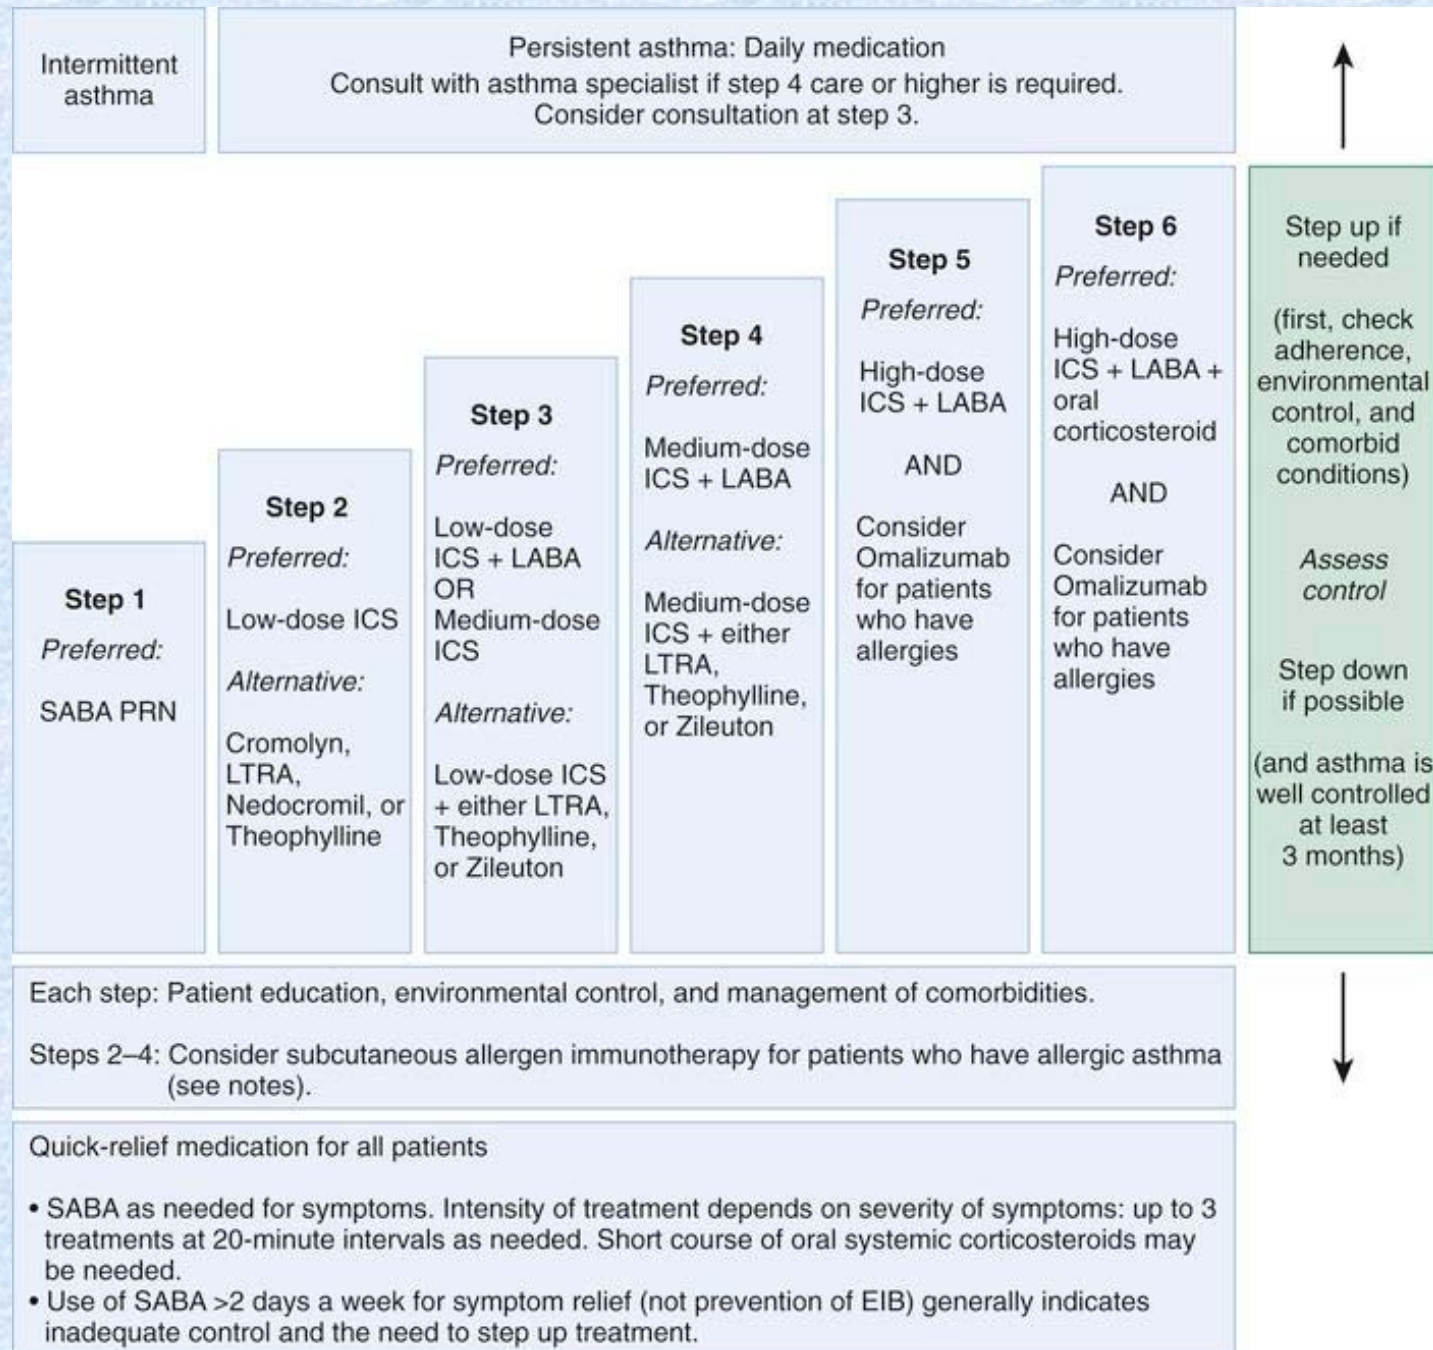 Intermittent
asthma
Persistent asthma: Daily medication
Consult with asthma specialist if step 4 care or higher is required.
Consider consultation at step 3.
Step 1
Preferred:
SABA PRN
Step 2
Preferred:
Low-dose ICS
Alternative:
Cromolyn,
LTRA,
Nedocromil, or
Theophylline
Step 3
Preferred:
Low-dose
ICS + LABA
OR
Medium-dose
ICS
Alternative:
Low-dose ICS
+ either LTRA,
Theophylline,
or Zileuton
Step 4
Preferred:
Medium-dose
ICS + LABA
Alternative:
Medium-dose
ICS + either
LTRA,
Theophylline,
or Zileuton
Step 5
Preferred:
High-dose
ICS + LABA
AND
Consider
Omalizumab
for patients
who have
allergies
Step 6
Preferred:
High-dose
ICS + LABA +
oral
corticosteroid
AND
Consider
Omalizumab
for patients
who have
allergies
Step up if
needed
(first, check
adherence,
environmental
control, and
comorbid
conditions)
Assess
control
Step down
if possible
(and asthma is
well controlled
at least
3 months)
Each step: Patient education, environmental control, and management of comorbidities.
Steps 2–4: Consider subcutaneous allergen immunotherapy for patients who have allergic asthma
(see notes).
Quick-relief medication for all patients
• SABA as needed for symptoms. Intensity of treatment depends on severity of symptoms: up to 3
treatments at 20-minute intervals as needed. Short course of oral systemic corticosteroids may
be needed.
• Use of SABA >2 days a week for symptom relief (not prevention of EIB) generally indicates
inadequate control and the need to step up treatment.